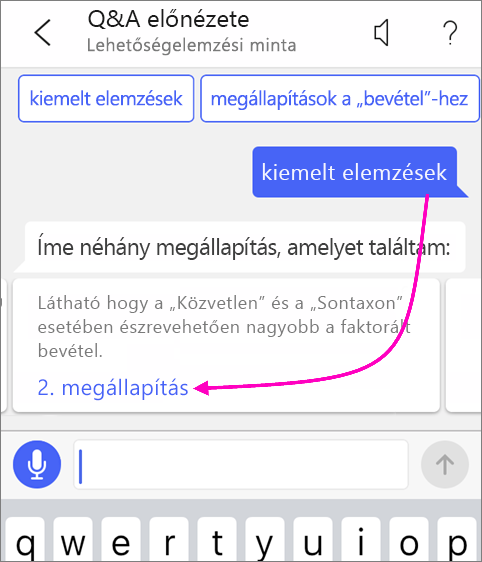 Q&A előnézete
Lehetőségelemzési minta
?
kiemelt elemzések
megállapítások a „bevétel”-hez
kiemelt elemzések
Íme néhány megállapítás, amelyet találtam:
Látható hogy a „Közvetlen” és a „Sontaxon”
esetében észrevehetően nagyobb a faktorált
bevétel.
2. megállapítás
q w e r t y u i o p